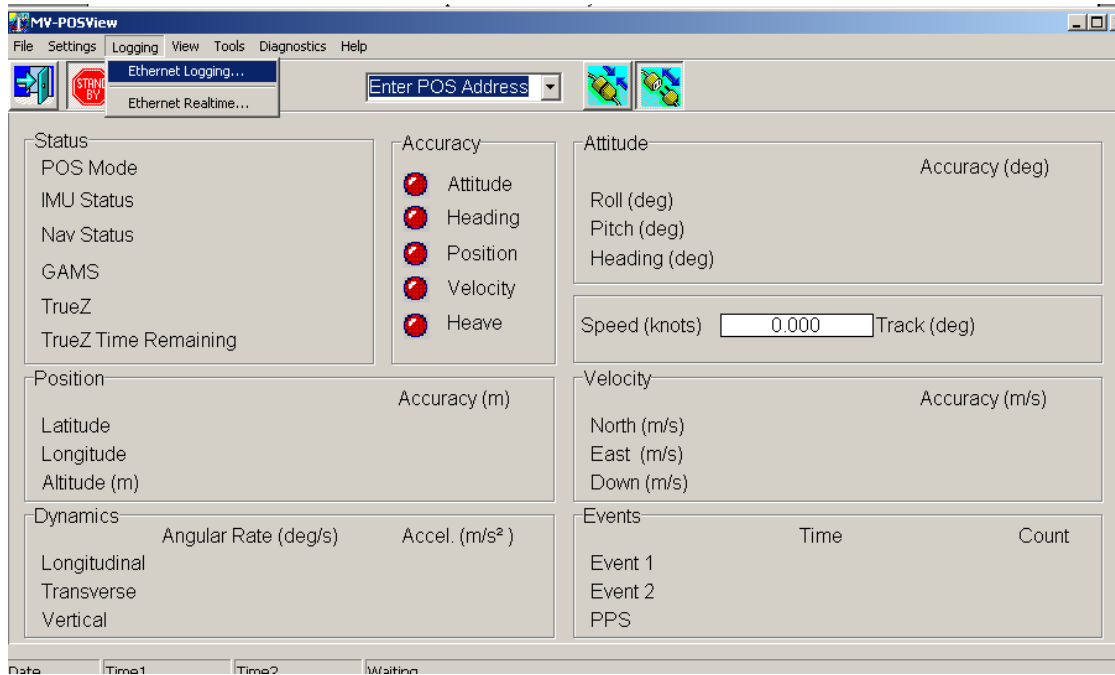 MV-POSView
File Settings Logging View Tools Diagnostics Help
Ethernet Logging...
Ethernet Realtime...
STAND
BY
Enter POS Address
Status
POS Mode
IMU Status
Nav Status
GAMS
TrueZ
TrueZ Time Remaining
Accuracy
Attitude
Heading
Position
Velocity
Heave
Attitude
Accuracy (deg)
Roll (deg)
Pitch (deg)
Heading (deg)
Speed (knots) 0.000 Track (deg)
Position
Accuracy (m)
Latitude
Longitude
Altitude (m)
Velocity
Accuracy (m/s)
North (m/s)
East (m/s)
Down (m/s)
Dynamics
Angular Rate (deg/s) Accel. (m/s²)
Longitudinal
Transverse
Vertical
Events
Time Count
Event 1
Event 2
PPS
Date Time1 Time2 Waiting